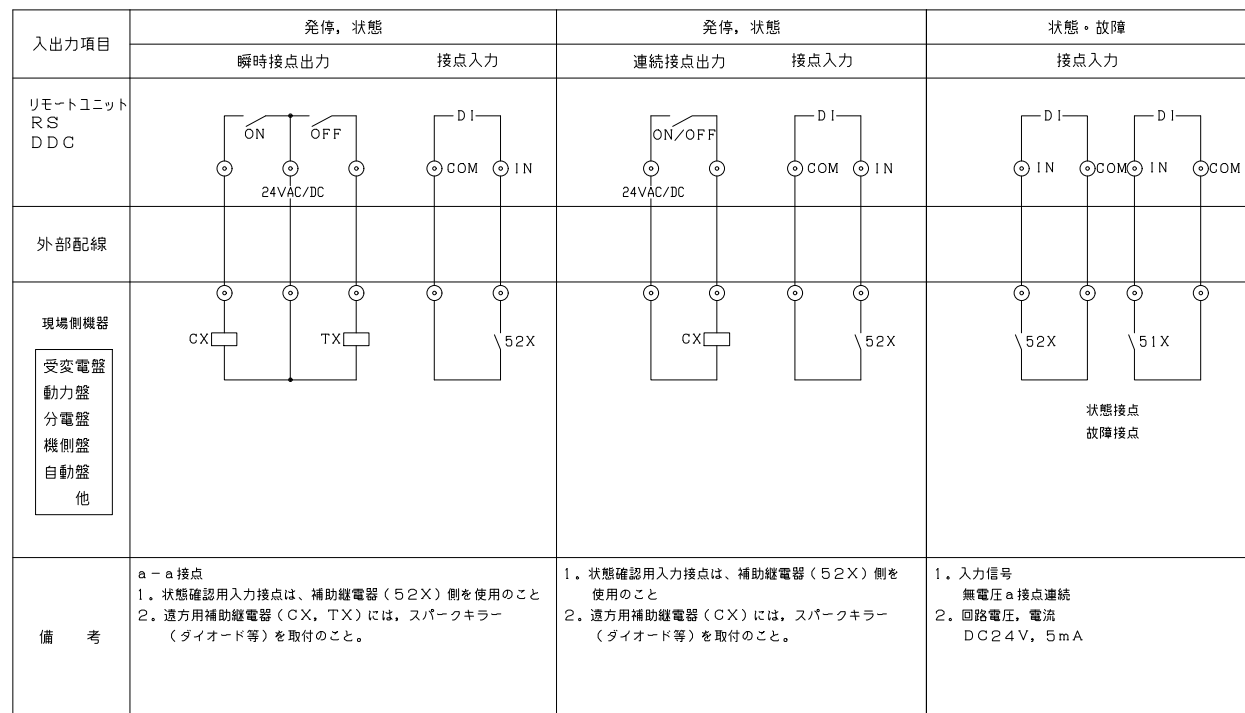 入出力項目
発停，状態
発停，状態
状態・故障
瞬時接点出力
接点入力
連続接点出力
接点入力
接点入力
リモートユニット
ＲＳ
ＤＤＣ
ON
OFF
DI
ON/OFF
DI
DI
DI
COM
IN
COM
IN
IN
COM
IN
COM
24VAC/DC
24VAC/DC
外部配線
現場側機器
受変電盤
動力盤
分電盤
機側盤
自動盤
他
CX
TX
52X
CX
52X
52X
51X
状態接点
故障接点
備　考
ａ－ａ接点
１。状態確認用入力接点は、補助継電器（５２Ｘ）側を使用のこと
２。遠方用補助継電器（ＣＸ，ＴＸ）には，スパークキラー
（ダイオード等）を取付のこと。
１。状態確認用入力接点は、補助継電器（５２Ｘ）側を
使用のこと
２。遠方用補助継電器（ＣＸ）には，スパークキラー
（ダイオード等）を取付のこと。
１。入力信号
無電圧ａ接点連続
２。回路電圧，電流
ＤＣ２４Ｖ，５ｍＡ